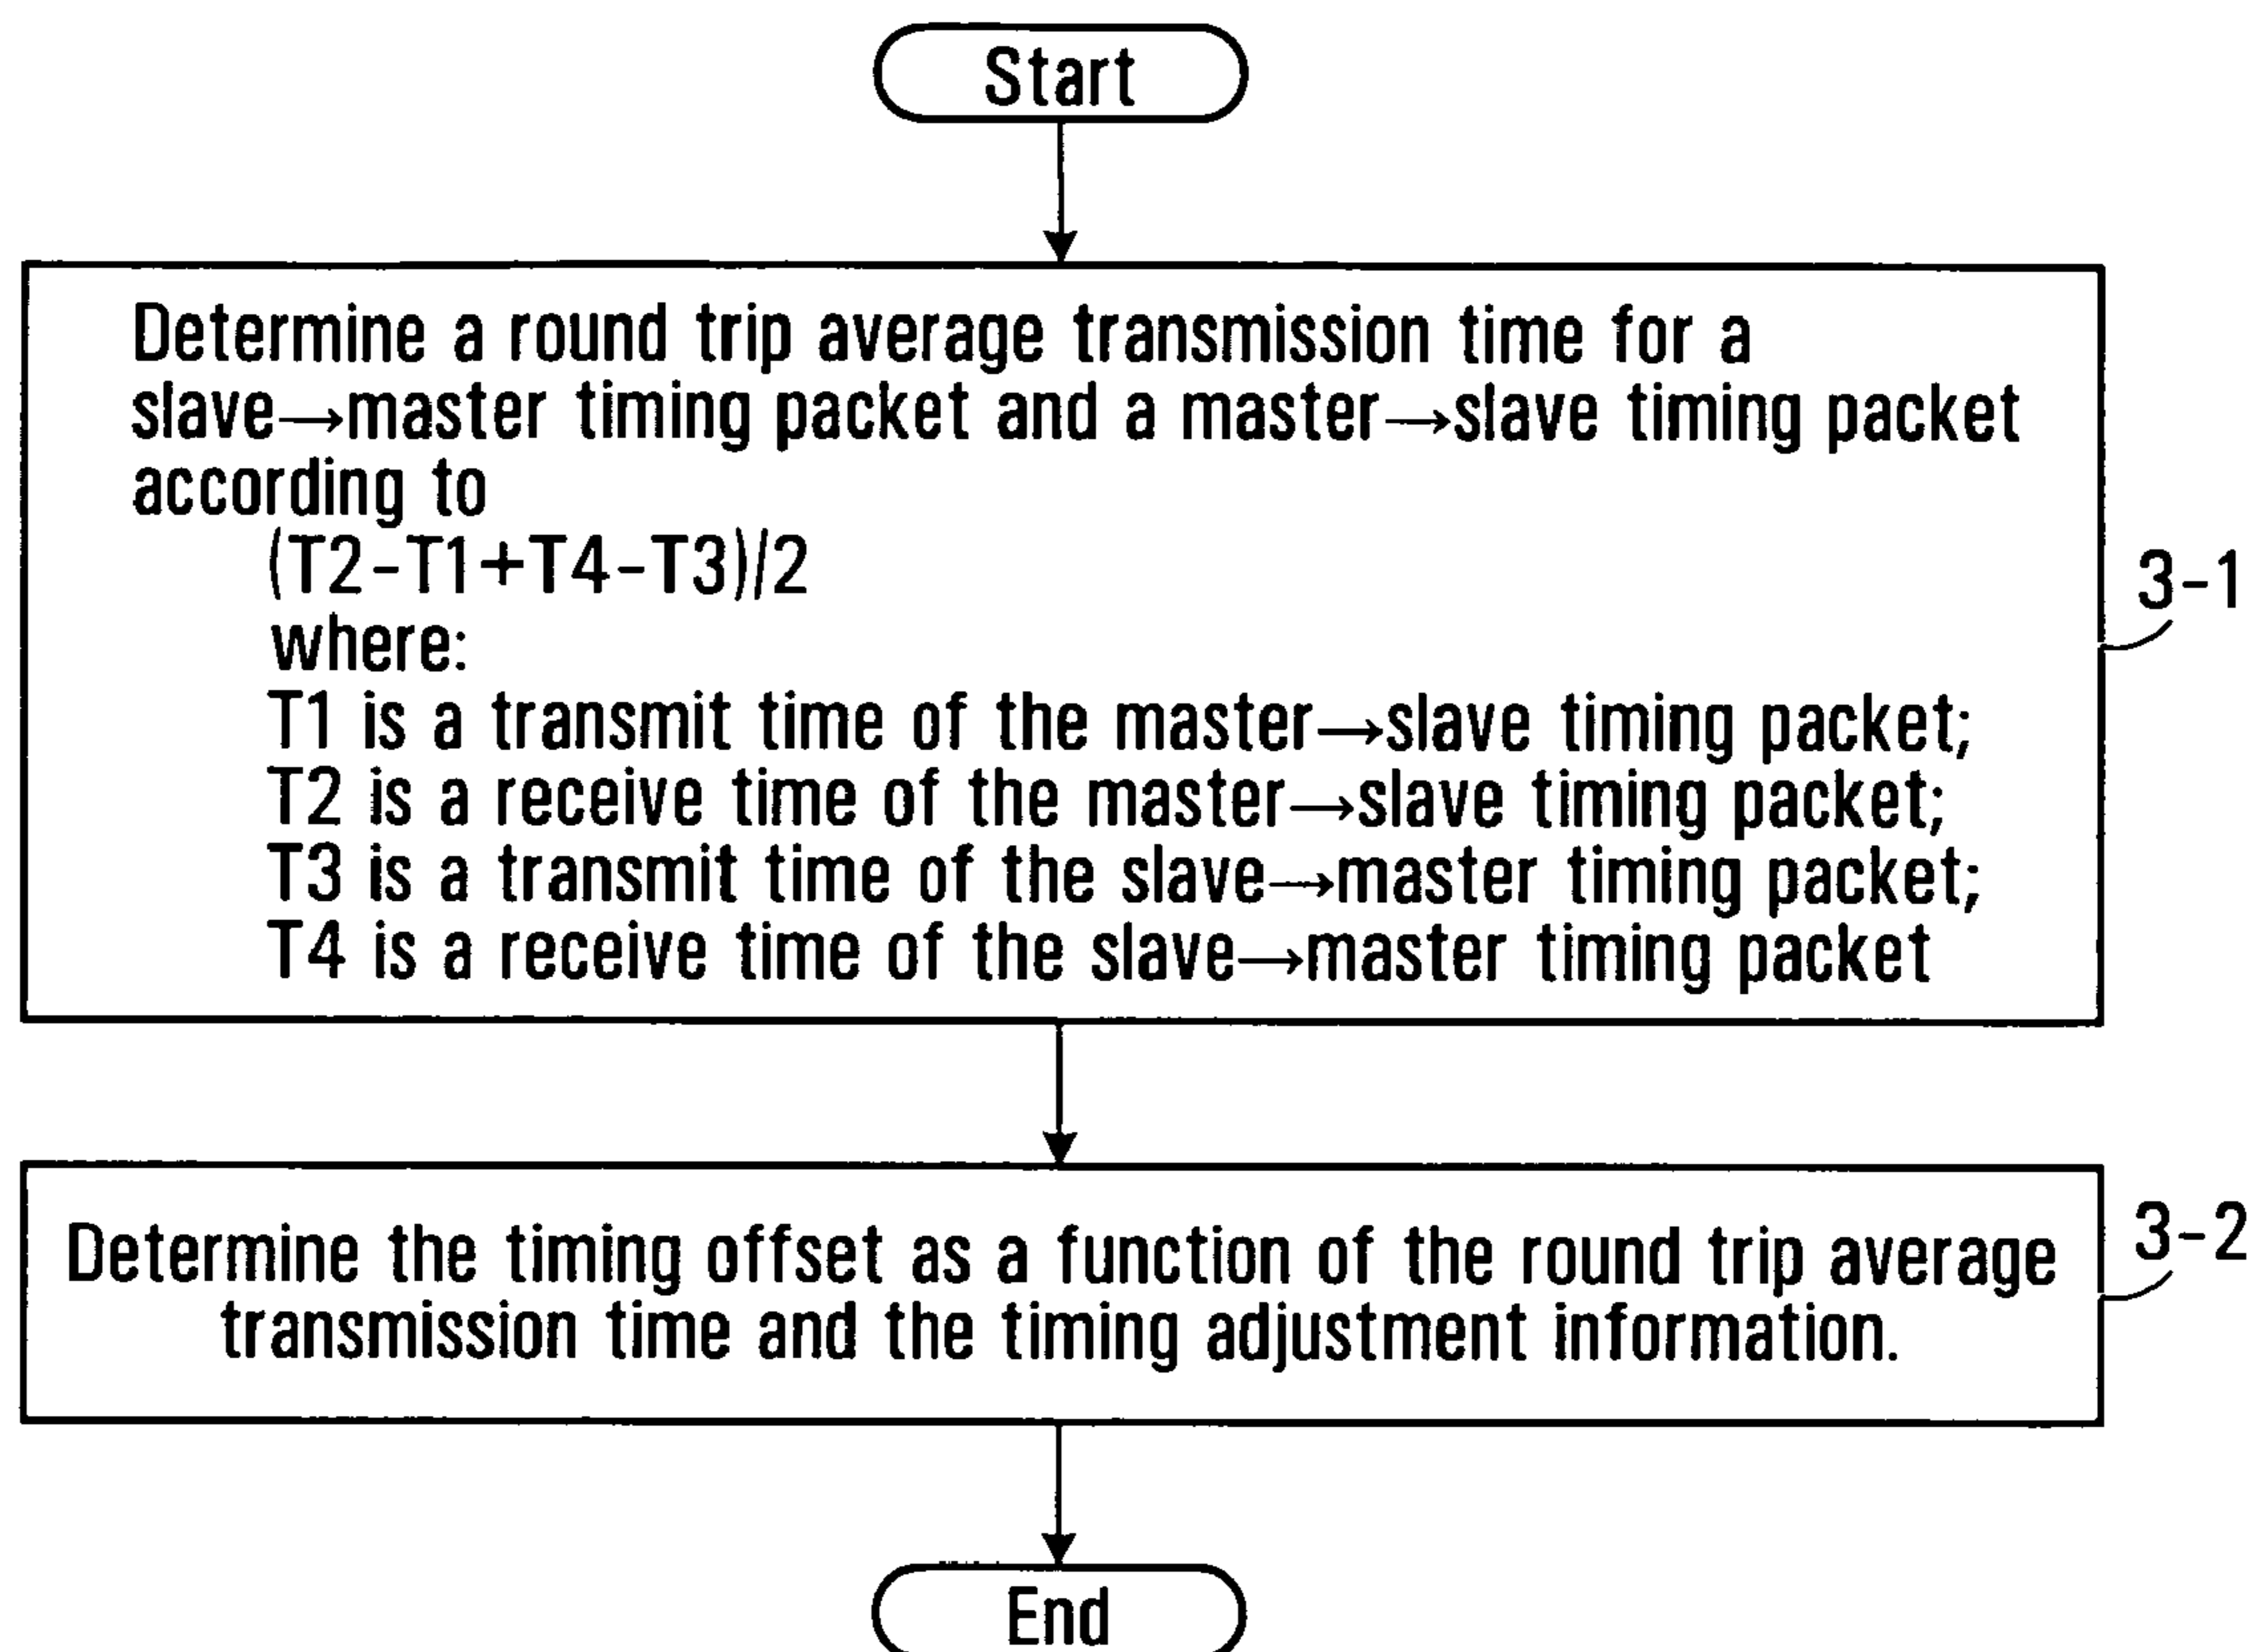 Start
Determine a round trip average transmission time for a
slave→master timing packet and a master→slave timing packet
according to
(T2-T1+T4-T3)/2
where:
T1 is a transmit time of the master→slave timing packet;
T2 is a receive time of the master→slave timing packet;
T3 is a transmit time of the slave→master timing packet;
T4 is a receive time of the slave→master timing packet
3-1
Determine the timing offset as a function of the round trip average
transmission time and the timing adjustment information.
3-2
End